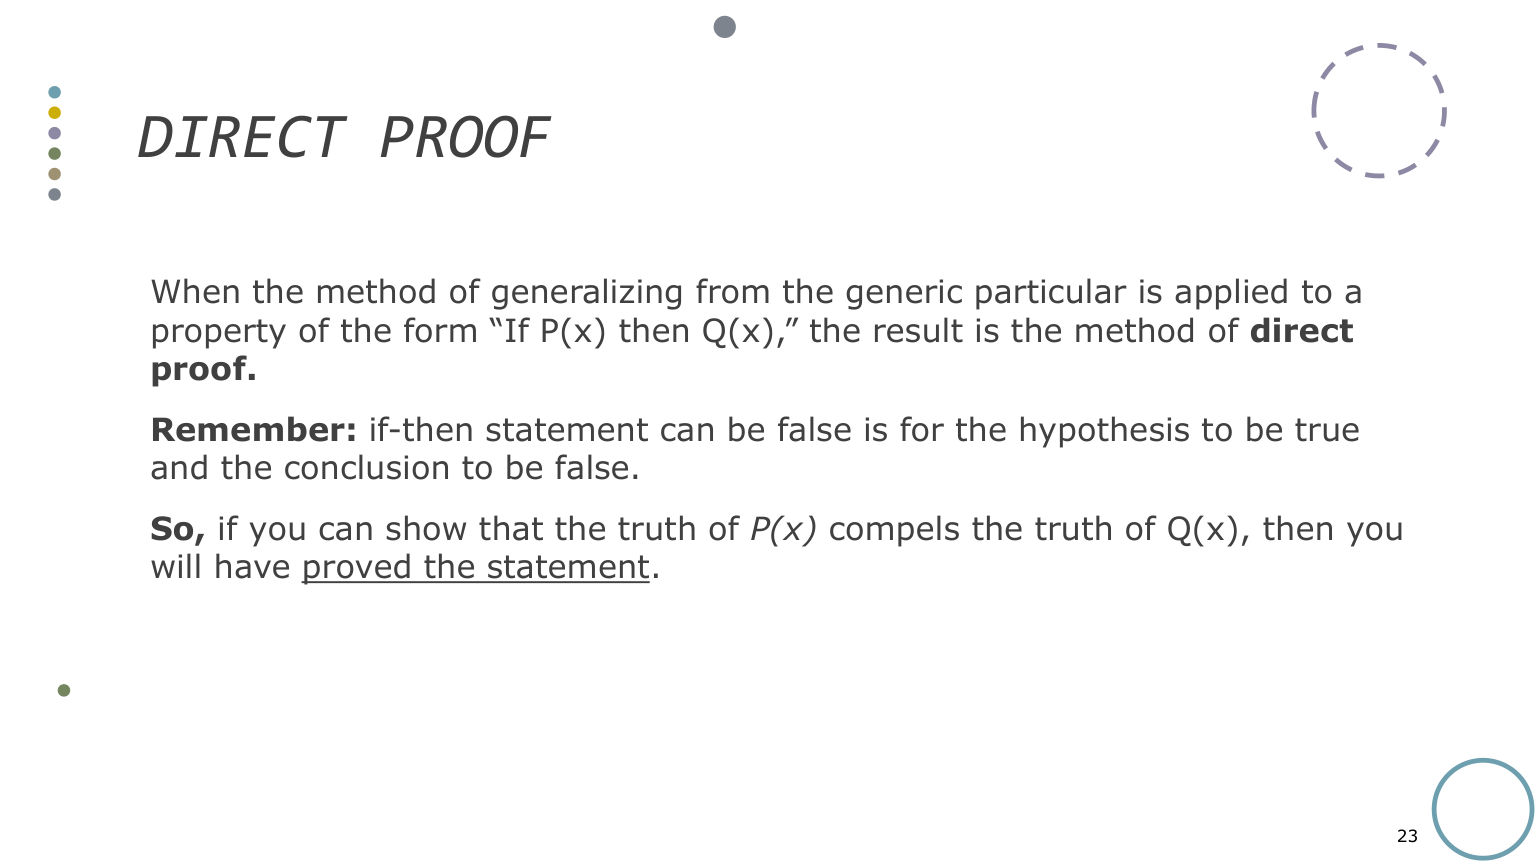 DIRECT PROOF
When the method of generalizing from the generic particular is applied to a
property of the form “If P(x) then Q(x),” the result is the method of direct
proof.
Remember: if-then statement can be false is for the hypothesis to be true
and the conclusion to be false.
So, if you can show that the truth of P(x) compels the truth of Q(x), then you
will have proved the statement.
23